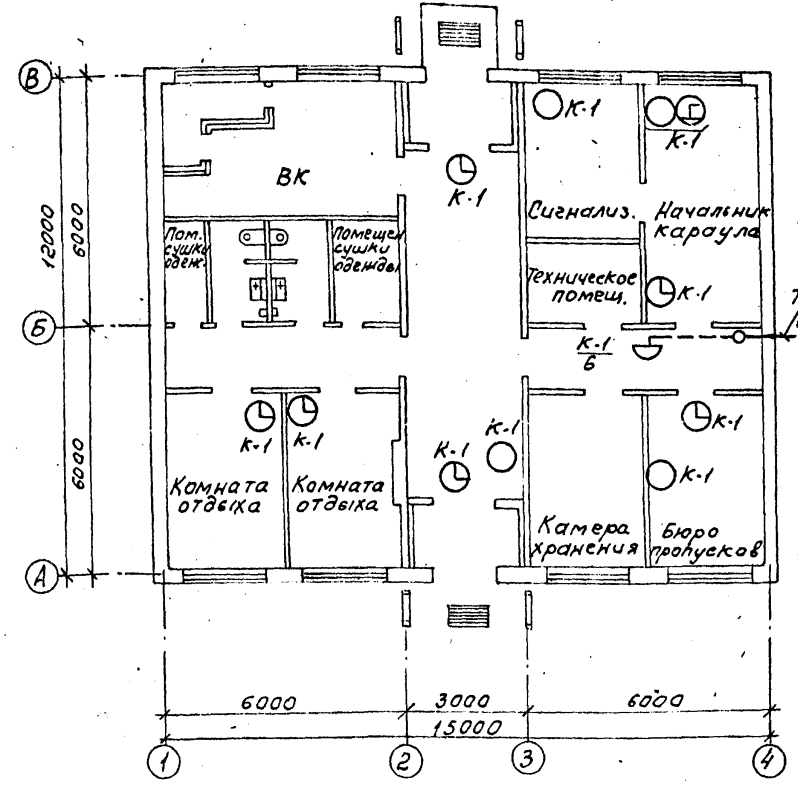 В
К-1
К-1
ВК
К-1
Сигнализ.
Начальник
караула
Пом.
сушки
одеж.
Помещен
сушки
одежды
Техническое
помещ.
К-1
12000
6000
Б
К-1
6
6000
К-1
К-1
К-1
К-1
К-1
К-1
Комната
отдыха
Комната
отдыха
Камера
хранения
Бюро
пропусков
А
6000
3000
6000
15000
1
2
3
4